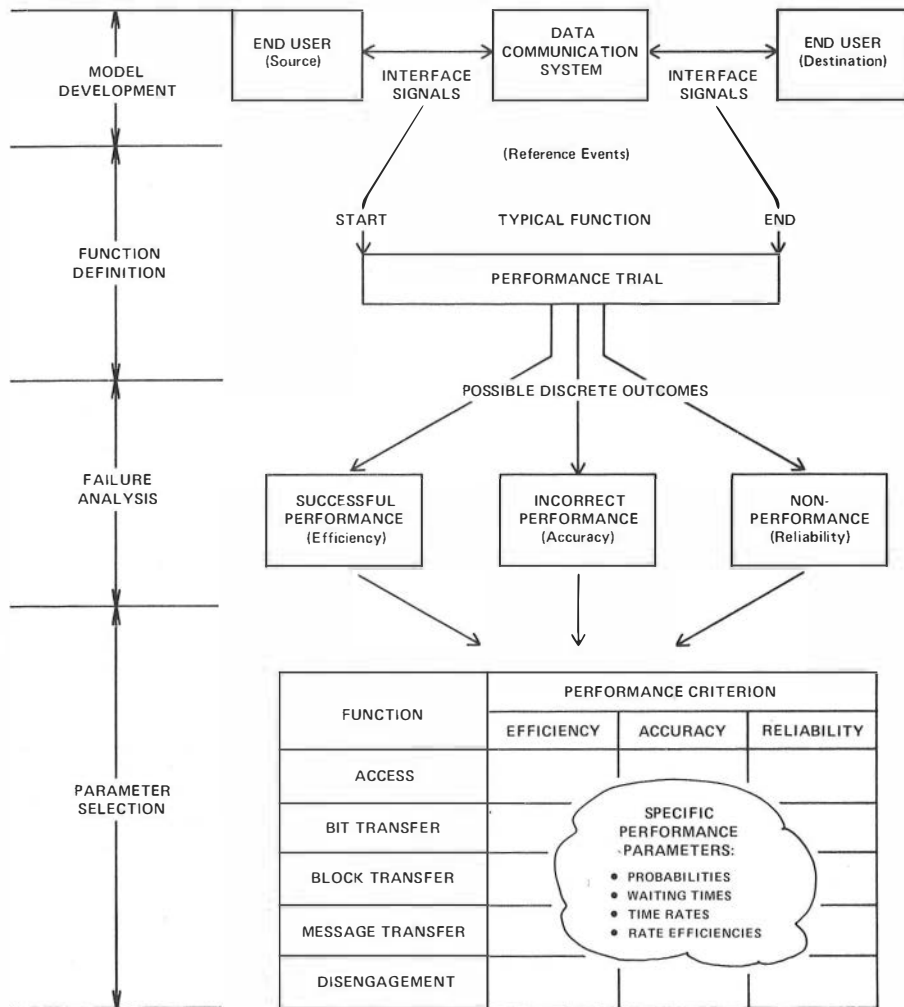 MODEL
DEVELOPMENT
END USER
(Source)
DATA
COMMUNICATION
SYSTEM
END USER
(Destination)
INTERFACE
SIGNALS
INTERFACE
SIGNALS
(Reference Events)
FUNCTION
DEFINITION
START
TYPICAL FUNCTION
END
PERFORMANCE TRIAL
POSSIBLE DISCRETE OUTCOMES
FAILURE
ANALYSIS
SUCCESSFUL
PERFORMANCE
(Efficiency)
INCORRECT
PERFORMANCE
(Accuracy)
NON-
PERFORMANCE
(Reliability)
PARAMETER
SELECTION
FUNCTION
PERFORMANCE CRITERION
EFFICIENCY
ACCURACY
RELIABILITY
ACCESS
BIT TRANSFER
BLOCK TRANSFER
MESSAGE TRANSFER
DISENGAGEMENT
SPECIFIC
PERFORMANCE
PARAMETERS:
• PROBABILITIES
• WAITING TIMES
• TIME RATES
• RATE EFFICIENCIES